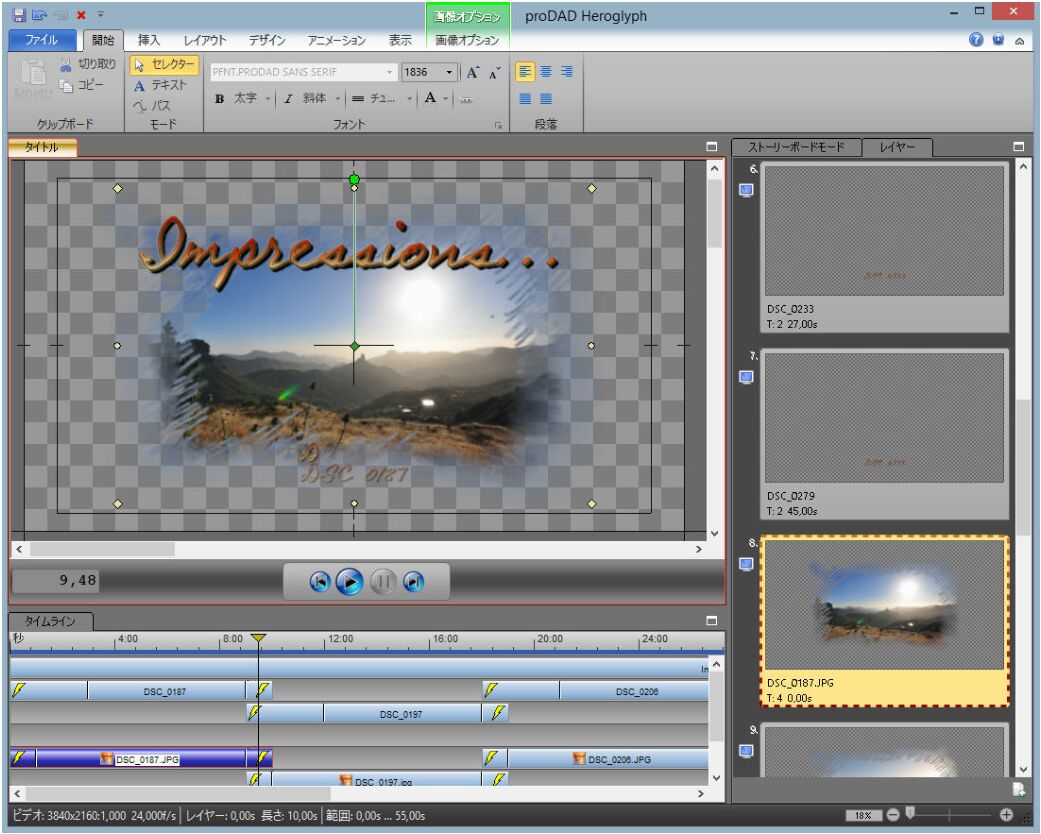 画像オプション
proDAD Heroglyph
ファイル
開始
挿入
レイアウト
デザイン
アニメーション
表示
画像オプション
貼り付け
切り取り
コピー
クリップボード
セレクター
A テキスト
パス
モード
PFNT.PRODAD SANS SERIF
1836
A A
B 太字
I 斜体
チュ...
A
フォント
段落
タイトル
Impressions...
DSC 0187
9,48
ストーリーボードモード
レイヤー
6.
DSC_0233
T: 2 27,00s
7.
DSC_0279
T: 2 45,00s
8.
DSC_0187.JPG
T: 4 0,00s
9.
タイムライン
秒
4:00
8:00
12:00
16:00
20:00
24:00
DSC_0187
DSC_0206
DSC_0197
DSC_0187.JPG
DSC_0206.JPG
DSC_0197.jpg
ビデオ: 3840x2160:1,000 24,000f/s
レイヤー: 0,00s 長さ: 10,00s
範囲: 0,00s ... 55,00s
18%